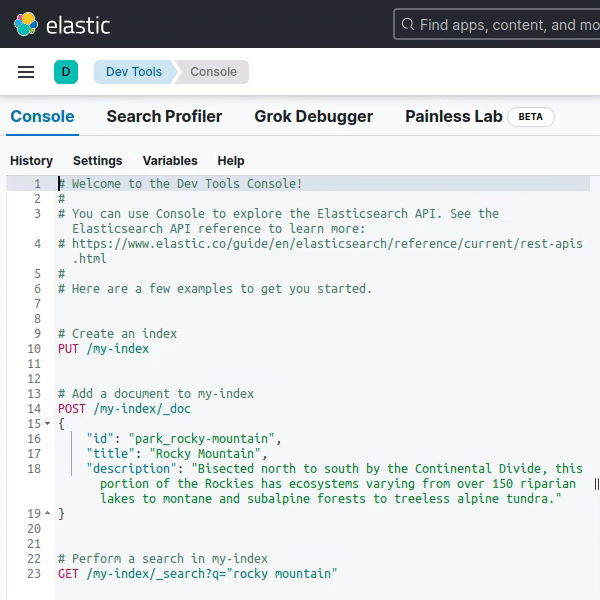 elastic
Find apps, content, and mo
D
Dev Tools
Console
Console
Search Profiler
Grok Debugger
Painless Lab
BETA
History
Settings
Variables
Help
1 # Welcome to the Dev Tools Console!
2 #
3 # You can use Console to explore the Elasticsearch API. See the
Elasticsearch API reference to learn more:
4 # https://www.elastic.co/guide/en/elasticsearch/reference/current/rest-apis
.html
5 #
6 # Here are a few examples to get you started.
7
8
9 # Create an index
10 PUT /my-index
11
12
13 # Add a document to my-index
14 POST /my-index/_doc
15 {
16 "id": "park_rocky-mountain",
17 "title": "Rocky Mountain",
18 "description": "Bisected north to south by the Continental Divide, this
portion of the Rockies has ecosystems varying from over 150 riparian
lakes to montane and subalpine forests to treeless alpine tundra."
19 }
20
21
22 # Perform a search in my-index
23 GET /my-index/_search?q="rocky mountain"